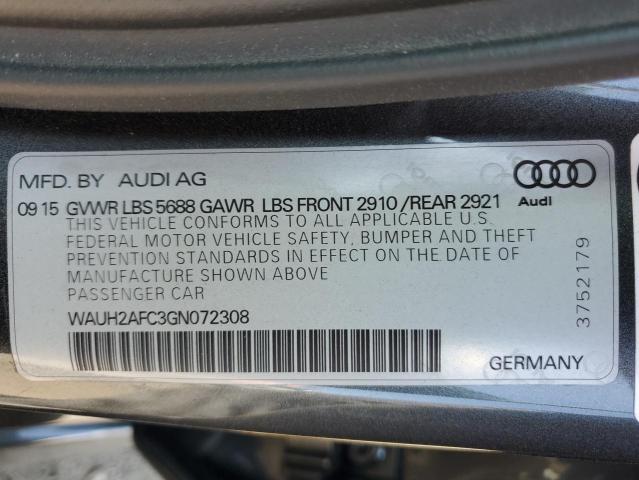 MFD. BY AUDI AG
Audi
09 15 GVWR LBS 5688 GAWR LBS FRONT 2910 / REAR 2921
THIS VEHICLE CONFORMS TO ALL APPLICABLE U.S.
FEDERAL MOTOR VEHICLE SAFETY, BUMPER AND THEFT
PREVENTION STANDARDS IN EFFECT ON THE DATE OF
MANUFACTURE SHOWN ABOVE
PASSENGER CAR
WAUH2AFC3GN072308
GERMANY
3752179